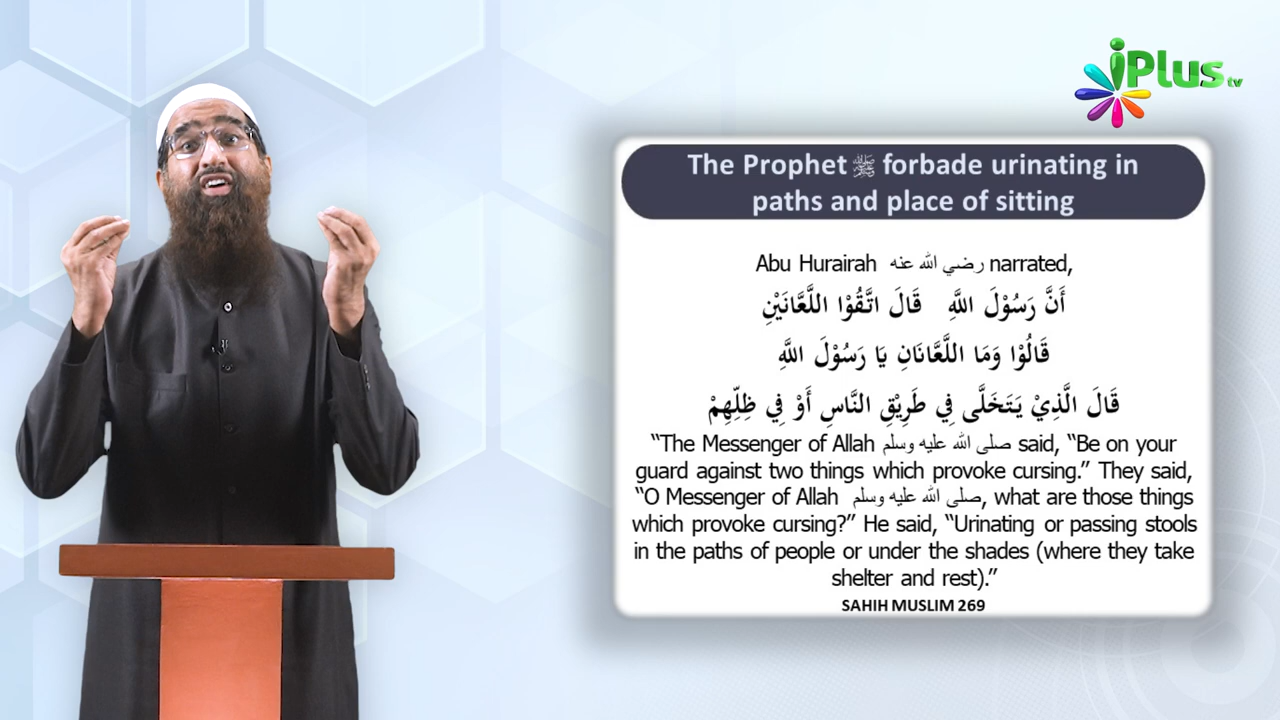 iPlus tv
The Prophet ﷺ forbade urinating in
paths and place of sitting
Abu Hurairah رضي الله عنه narrated,
أَنَّ رَسُوْلَ اللَّهِ قَالَ اتَّقُوْا اللَّعَّانَيْنِ
قَالُوْا وَمَا اللَّعَّانَانِ يَا رَسُوْلَ اللَّهِ
قَالَ الَّذِيْ يَتَخَلَّى فِي طَرِيْقِ النَّاسِ أَوْ فِي ظِلِّهِمْ
“The Messenger of Allah صلى الله عليه وسلم said, “Be on your
guard against two things which provoke cursing.” They said,
“O Messenger of Allah صلى الله عليه وسلم, what are those things
which provoke cursing?” He said, “Urinating or passing stools
in the paths of people or under the shades (where they take
shelter and rest).”
SAHIH MUSLIM 269